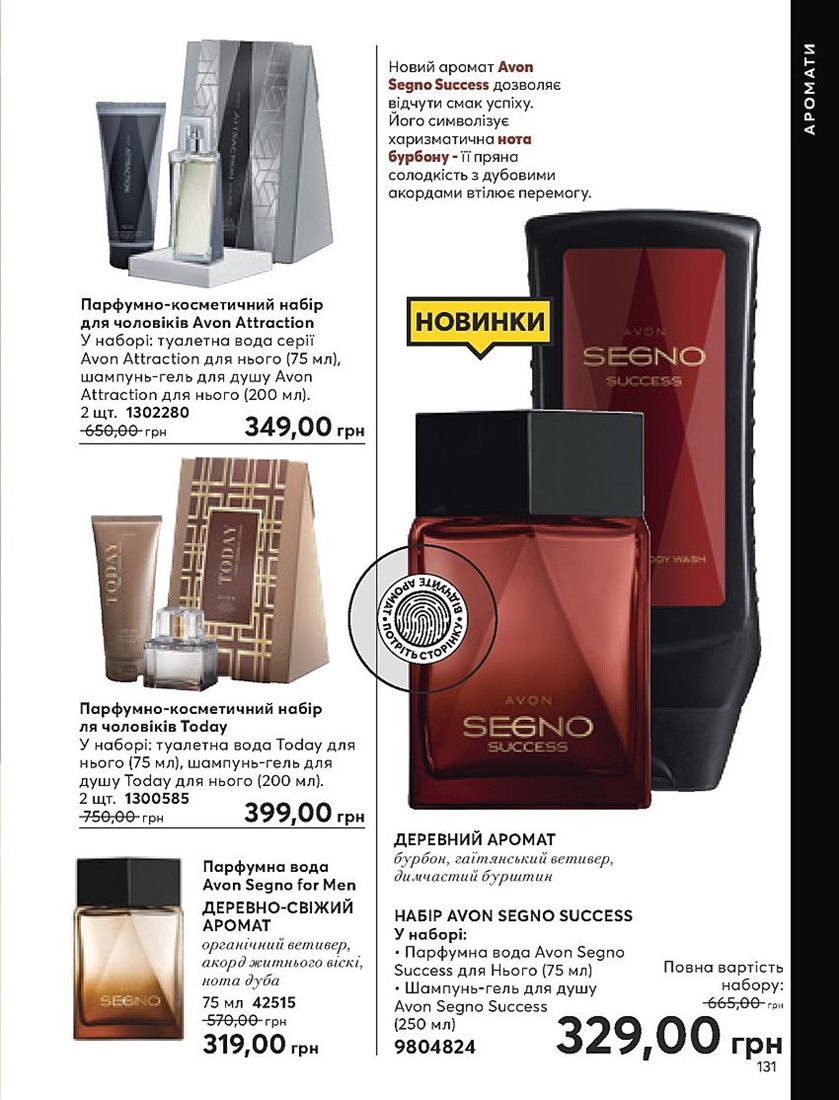 АРОМАТИ
Новий аромат Avon
Segno Success дозволяє
відчути смак успіху.
Його символізує
харизматична нота
бурбону - її пряна
солодкість з дубовими
акордами втілює перемогу.
ATTRACTION
ATTRACTION
Парфумно-косметичний набір
для чоловіків Avon Attraction
У наборі: туалетна вода серії
Avon Attraction для нього (75 мл),
шампунь-гель для душу Avon
Attraction для нього (200 мл).
2 шт. 1302280
650,00 грн
349,00 грн
TODAY
TODAY
Парфумно-косметичний набір
ля чоловіків Today
У наборі: туалетна вода Today для
нього (75 мл), шампунь-гель для
душу Today для нього (200 мл).
2 шт. 1300585
750,00 грн
399,00 грн
SEGNO
Парфумна вода
Avon Segno for Men
ДЕРЕВНО-СВІЖИЙ
АРОМАТ
органічний ветивер,
акорд житнього віскі,
нота дуба
75 мл 42515
570,00 грн
319,00 грн
НОВИНКИ
AVON
SEGNO
SUCCESS
BODY WASH
ВІДЧУЙТЕ АРОМАТ • ПОТРІТЬ СТОРІНКУ •
AVON
SEGNO
SUCCESS
ДЕРЕВНИЙ АРОМАТ
бурбон, гаїтянський ветивер,
димчастий бурштин
НАБІР AVON SEGNO SUCCESS
У наборі:
• Парфумна вода Avon Segno
Success для Нього (75 мл)
• Шампунь-гель для душу
Avon Segno Success
(250 мл)
9804824
Повна вартість
набору:
665,00 грн
329,00 грн
131